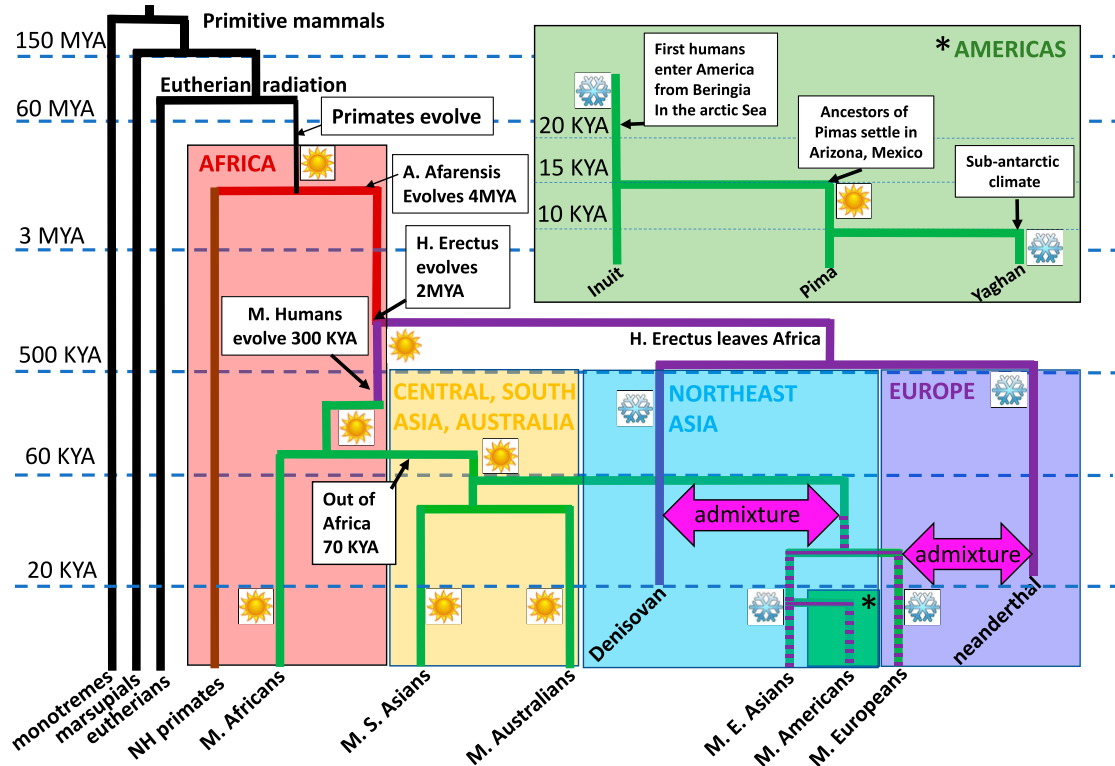 Primitive mammals
150 MYA
Eutherian radiation
60 MYA
Primates evolve
AFRICA
A. Afarensis
Evolves 4MYA
3 MYA
H. Erectus
evolves
2MYA
M. Humans
evolve 300 KYA
H. Erectus leaves Africa
500 KYA
CENTRAL, SOUTH
ASIA, AUSTRALIA
NORTHEAST
ASIA
EUROPE
60 KYA
Out of
Africa
70 KYA
admixture
admixture
20 KYA
*
monotremes
marsupials
eutherians
NH primates
M. Africans
M. S. Asians
M. Australians
Denisovan
M. E. Asians
M. Americans
M. Europeans
neanderthal
* AMERICAS
First humans
enter America
from Beringia
In the arctic Sea
20 KYA
Ancestors of
Pimas settle in
Arizona, Mexico
15 KYA
Sub-antarctic
climate
10 KYA
Inuit
Pima
Yaghan